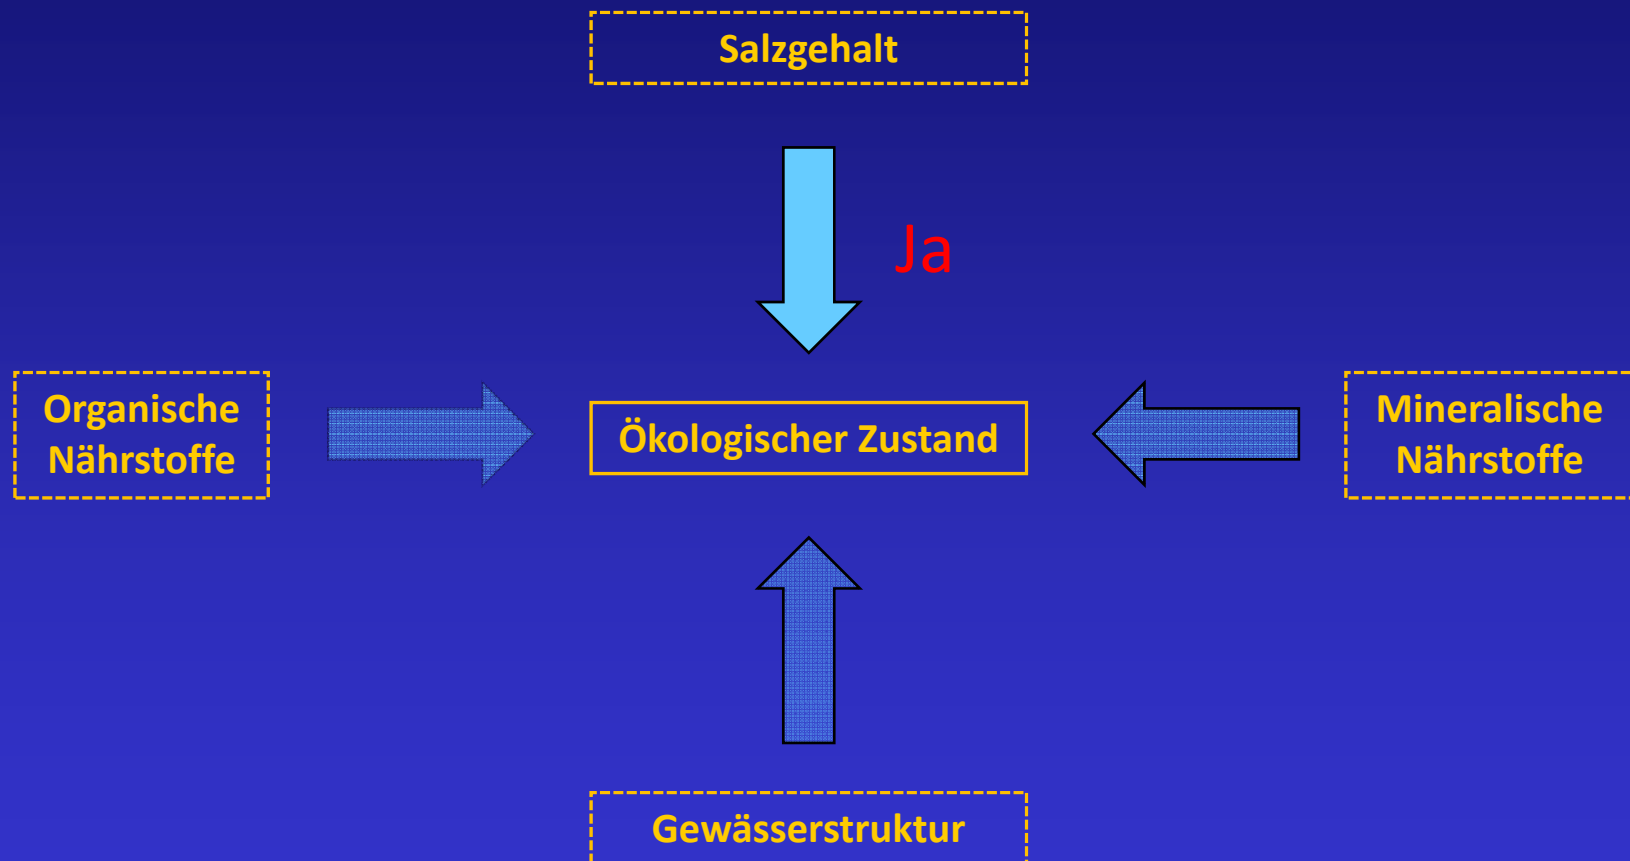 Salzgehalt
Ja
Organische
Nährstoffe
Ökologischer Zustand
Mineralische
Nährstoffe
Gewässerstruktur